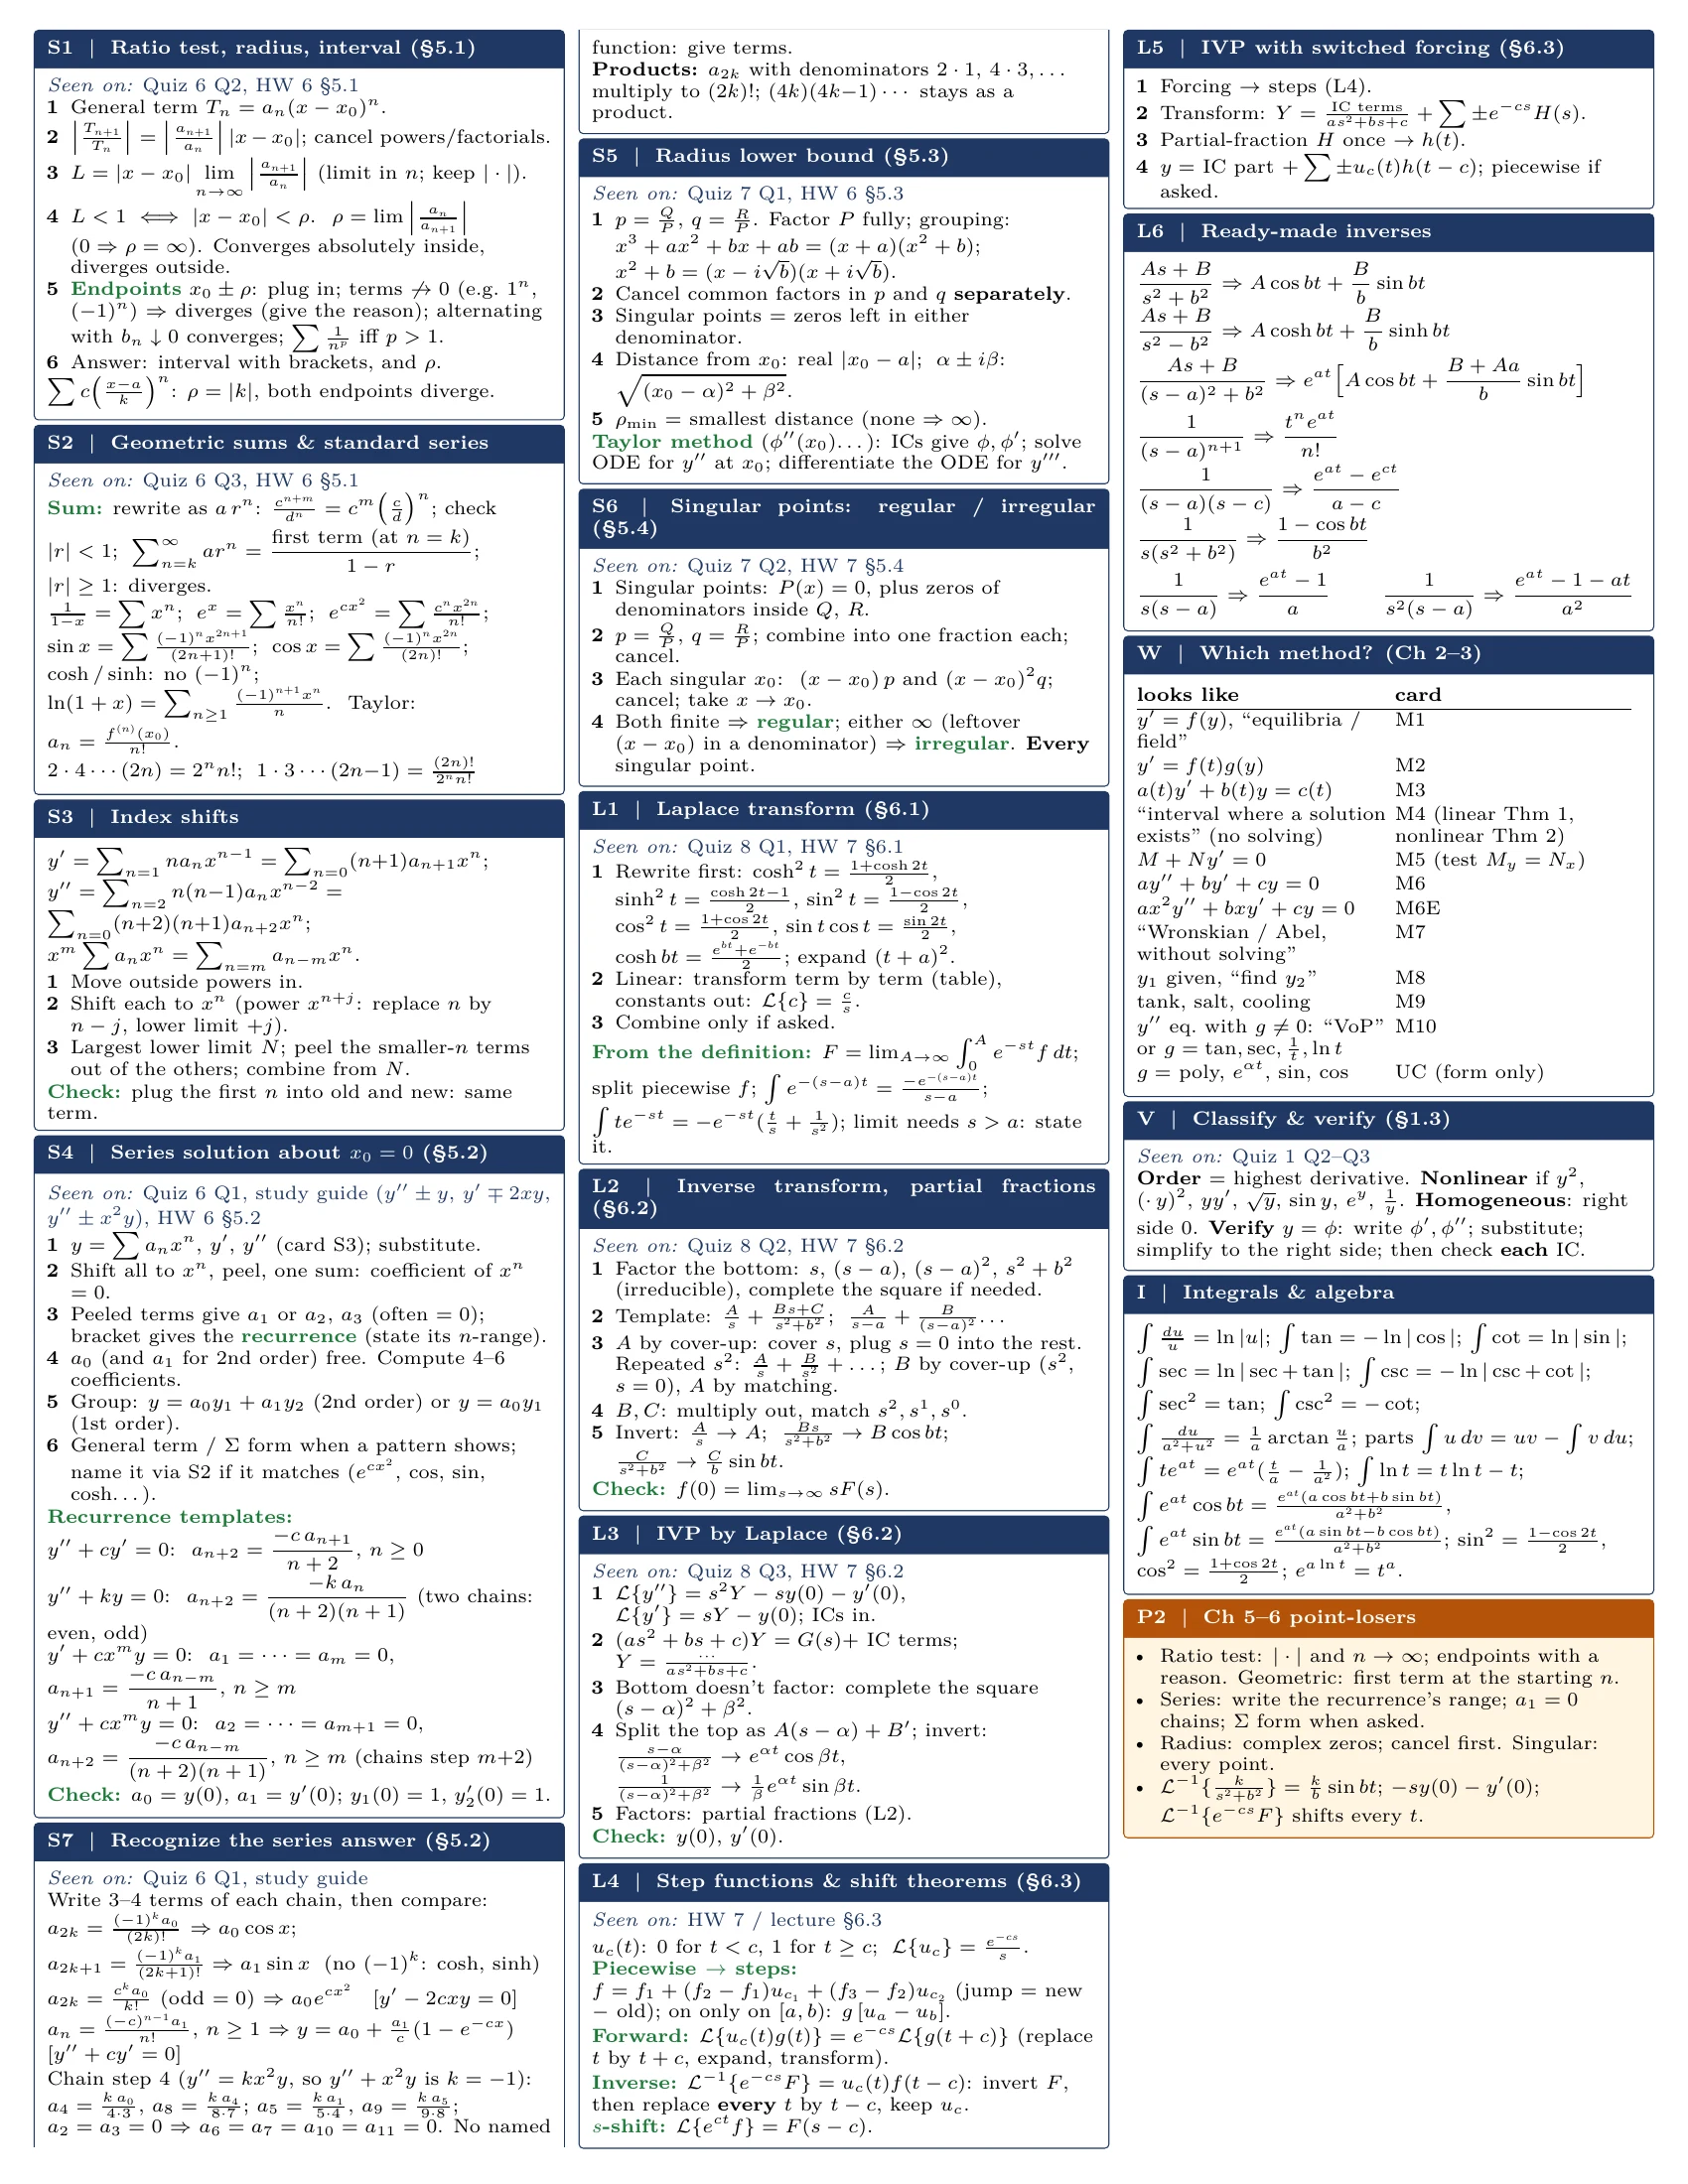 S1 | Ratio test, radius, interval (§5.1)
Seen on: Quiz 6 Q2, HW 6 §5.1
1 General term T_n = a_n(x − x_0)^n.
2 |T_{n+1}/T_n| = |a_{n+1}/a_n| |x − x_0|; cancel powers/factorials.
3 L = |x − x_0| lim_{n→∞} |a_{n+1}/a_n| (limit in n; keep | · |).
4 L < 1 ⟺ |x − x_0| < ρ. ρ = lim |a_n/a_{n+1}|
(0 ⇒ ρ = ∞). Converges absolutely inside,
diverges outside.
5 Endpoints x_0 ± ρ: plug in; terms ↛ 0 (e.g. 1^n,
(−1)^n) ⇒ diverges (give the reason); alternating
with b_n ↓ 0 converges; ∑ 1/n^p iff p > 1.
6 Answer: interval with brackets, and ρ.
∑ c((x−a)/k)^n: ρ = |k|, both endpoints diverge.
S2 | Geometric sums & standard series
Seen on: Quiz 6 Q3, HW 6 §5.1
Sum: rewrite as a r^n: c^{n+m}/d^n = c^m (c/d)^n; check
|r| < 1; ∑_{n=k}^∞ ar^n = first term (at n = k)/(1 − r);
|r| ≥ 1: diverges.
1/(1−x) = ∑ x^n; e^x = ∑ x^n/n!; e^{cx^2} = ∑ c^n x^{2n}/n!;
sin x = ∑ (−1)^n x^{2n+1}/(2n+1)!; cos x = ∑ (−1)^n x^{2n}/(2n)!;
cosh / sinh: no (−1)^n;
ln(1 + x) = ∑_{n≥1} (−1)^{n+1} x^n/n. Taylor:
a_n = f^{(n)}(x_0)/n!.
2 · 4 ··· (2n) = 2^n n!; 1 · 3 ··· (2n−1) = (2n)!/(2^n n!)
S3 | Index shifts
y′ = ∑_{n=1} na_n x^{n−1} = ∑_{n=0}(n+1)a_{n+1}x^n;
y″ = ∑_{n=2} n(n−1)a_n x^{n−2} =
∑_{n=0}(n+2)(n+1)a_{n+2}x^n;
x^m ∑ a_n x^n = ∑_{n=m} a_{n−m}x^n.
1 Move outside powers in.
2 Shift each to x^n (power x^{n+j}: replace n by
n − j, lower limit +j).
3 Largest lower limit N; peel the smaller-n terms
out of the others; combine from N.
Check: plug the first n into old and new: same
term.
S4 | Series solution about x_0 = 0 (§5.2)
Seen on: Quiz 6 Q1, study guide (y″ ± y, y′ ∓ 2xy,
y″ ± x^2y), HW 6 §5.2
1 y = ∑ a_n x^n, y′, y″ (card S3); substitute.
2 Shift all to x^n, peel, one sum: coefficient of x^n
= 0.
3 Peeled terms give a_1 or a_2, a_3 (often = 0);
bracket gives the recurrence (state its n-range).
4 a_0 (and a_1 for 2nd order) free. Compute 4–6
coefficients.
5 Group: y = a_0y_1 + a_1y_2 (2nd order) or y = a_0y_1
(1st order).
6 General term / Σ form when a pattern shows;
name it via S2 if it matches (e^{cx^2}, cos, sin,
cosh…).
Recurrence templates:
y″ + cy′ = 0: a_{n+2} = −c a_{n+1}/(n + 2), n ≥ 0
y″ + ky = 0: a_{n+2} = −k a_n/((n + 2)(n + 1)) (two chains:
even, odd)
y′ + cx^m y = 0: a_1 = ··· = a_m = 0,
a_{n+1} = −c a_{n−m}/(n + 1), n ≥ m
y″ + cx^m y = 0: a_2 = ··· = a_{m+1} = 0,
a_{n+2} = −c a_{n−m}/((n + 2)(n + 1)), n ≥ m (chains step m+2)
Check: a_0 = y(0), a_1 = y′(0); y_1(0) = 1, y_2′(0) = 1.
S7 | Recognize the series answer (§5.2)
Seen on: Quiz 6 Q1, study guide
Write 3–4 terms of each chain, then compare:
a_{2k} = (−1)^k a_0/(2k)! ⇒ a_0 cos x;
a_{2k+1} = (−1)^k a_1/(2k+1)! ⇒ a_1 sin x (no (−1)^k: cosh, sinh)
a_{2k} = c^k a_0/k! (odd = 0) ⇒ a_0e^{cx^2} [y′ − 2cxy = 0]
a_n = (−c)^{n−1}a_1/n!, n ≥ 1 ⇒ y = a_0 + a_1/c (1 − e^{−cx})
[y″ + cy′ = 0]
Chain step 4 (y″ = kx^2y, so y″ + x^2y is k = −1):
a_4 = k a_0/(4·3), a_8 = k a_4/(8·7); a_5 = k a_1/(5·4), a_9 = k a_5/(9·8);
a_2 = a_3 = 0 ⇒ a_6 = a_7 = a_{10} = a_{11} = 0. No named
function: give terms.
Products: a_{2k} with denominators 2 · 1, 4 · 3, …
multiply to (2k)!; (4k)(4k−1) ··· stays as a
product.
S5 | Radius lower bound (§5.3)
Seen on: Quiz 7 Q1, HW 6 §5.3
1 p = Q/P, q = R/P. Factor P fully; grouping:
x^3 + ax^2 + bx + ab = (x + a)(x^2 + b);
x^2 + b = (x − i√b)(x + i√b).
2 Cancel common factors in p and q separately.
3 Singular points = zeros left in either
denominator.
4 Distance from x_0: real |x_0 − a|; α ± iβ:
√((x_0 − α)^2 + β^2).
5 ρ_min = smallest distance (none ⇒ ∞).
Taylor method (ϕ″(x_0)…): ICs give ϕ, ϕ′; solve
ODE for y″ at x_0; differentiate the ODE for y‴.
S6 | Singular points: regular / irregular
(§5.4)
Seen on: Quiz 7 Q2, HW 7 §5.4
1 Singular points: P(x) = 0, plus zeros of
denominators inside Q, R.
2 p = Q/P, q = R/P; combine into one fraction each;
cancel.
3 Each singular x_0: (x − x_0) p and (x − x_0)^2q;
cancel; take x → x_0.
4 Both finite ⇒ regular; either ∞ (leftover
(x − x_0) in a denominator) ⇒ irregular. Every
singular point.
L1 | Laplace transform (§6.1)
Seen on: Quiz 8 Q1, HW 7 §6.1
1 Rewrite first: cosh^2 t = (1+cosh 2t)/2,
sinh^2 t = (cosh 2t−1)/2, sin^2 t = (1−cos 2t)/2,
cos^2 t = (1+cos 2t)/2, sin t cos t = sin 2t/2,
cosh bt = (e^{bt}+e^{−bt})/2; expand (t + a)^2.
2 Linear: transform term by term (table),
constants out: ℒ{c} = c/s.
3 Combine only if asked.
From the definition: F = lim_{A→∞} ∫_0^A e^{−st}f dt;
split piecewise f; ∫ e^{−(s−a)t} = −e^{−(s−a)t}/(s−a);
∫ te^{−st} = −e^{−st}(t/s + 1/s^2); limit needs s > a: state
it.
L2 | Inverse transform, partial fractions
(§6.2)
Seen on: Quiz 8 Q2, HW 7 §6.2
1 Factor the bottom: s, (s − a), (s − a)^2, s^2 + b^2
(irreducible), complete the square if needed.
2 Template: A/s + (Bs+C)/(s^2+b^2); A/(s−a) + B/(s−a)^2 …
3 A by cover-up: cover s, plug s = 0 into the rest.
Repeated s^2: A/s + B/s^2 + …; B by cover-up (s^2,
s = 0), A by matching.
4 B, C: multiply out, match s^2, s^1, s^0.
5 Invert: A/s → A; Bs/(s^2+b^2) → B cos bt;
C/(s^2+b^2) → C/b sin bt.
Check: f(0) = lim_{s→∞} sF(s).
L3 | IVP by Laplace (§6.2)
Seen on: Quiz 8 Q3, HW 7 §6.2
1 ℒ{y″} = s^2Y − sy(0) − y′(0),
ℒ{y′} = sY − y(0); ICs in.
2 (as^2 + bs + c)Y = G(s)+ IC terms;
Y = ···/(as^2+bs+c).
3 Bottom doesn't factor: complete the square
(s − α)^2 + β^2.
4 Split the top as A(s − α) + B′; invert:
(s−α)/((s−α)^2+β^2) → e^{αt} cos βt,
1/((s−α)^2+β^2) → 1/β e^{αt} sin βt.
5 Factors: partial fractions (L2).
Check: y(0), y′(0).
L4 | Step functions & shift theorems (§6.3)
Seen on: HW 7 / lecture §6.3
u_c(t): 0 for t < c, 1 for t ≥ c; ℒ{u_c} = e^{−cs}/s.
Piecewise → steps:
f = f_1 + (f_2 − f_1)u_{c_1} + (f_3 − f_2)u_{c_2} (jump = new
− old); on only on [a, b): g [u_a − u_b].
Forward: ℒ{u_c(t)g(t)} = e^{−cs}ℒ{g(t + c)} (replace
t by t + c, expand, transform).
Inverse: ℒ^{−1}{e^{−cs}F} = u_c(t)f(t − c): invert F,
then replace every t by t − c, keep u_c.
s-shift: ℒ{e^{ct}f} = F(s − c).
L5 | IVP with switched forcing (§6.3)
1 Forcing → steps (L4).
2 Transform: Y = IC terms/(as^2+bs+c) + ∑ ±e^{−cs}H(s).
3 Partial-fraction H once → h(t).
4 y = IC part + ∑ ±u_c(t)h(t − c); piecewise if
asked.
L6 | Ready-made inverses
(As + B)/(s^2 + b^2) ⇒ A cos bt + B/b sin bt
(As + B)/(s^2 − b^2) ⇒ A cosh bt + B/b sinh bt
(As + B)/((s − a)^2 + b^2) ⇒ e^{at}[A cos bt + (B + Aa)/b sin bt]
1/(s − a)^{n+1} ⇒ t^n e^{at}/n!
1/((s − a)(s − c)) ⇒ (e^{at} − e^{ct})/(a − c)
1/(s(s^2 + b^2)) ⇒ (1 − cos bt)/b^2
1/(s(s − a)) ⇒ (e^{at} − 1)/a 1/(s^2(s − a)) ⇒ (e^{at} − 1 − at)/a^2
W | Which method? (Ch 2–3)
looks like card
y′ = f(y), “equilibria / M1
field”
y′ = f(t)g(y) M2
a(t)y′ + b(t)y = c(t) M3
“interval where a solution M4 (linear Thm 1,
exists” (no solving) nonlinear Thm 2)
M + Ny′ = 0 M5 (test M_y = N_x)
ay″ + by′ + cy = 0 M6
ax^2y″ + bxy′ + cy = 0 M6E
“Wronskian / Abel, M7
without solving”
y_1 given, “find y_2” M8
tank, salt, cooling M9
y″ eq. with g ≠ 0: “VoP” M10
or g = tan, sec, 1/t, ln t
g = poly, e^{αt}, sin, cos UC (form only)
V | Classify & verify (§1.3)
Seen on: Quiz 1 Q2–Q3
Order = highest derivative. Nonlinear if y^2,
(· y)^2, yy′, √y, sin y, e^y, 1/y. Homogeneous: right
side 0. Verify y = ϕ: write ϕ′, ϕ″; substitute;
simplify to the right side; then check each IC.
I | Integrals & algebra
∫ du/u = ln |u|; ∫ tan = − ln | cos |; ∫ cot = ln | sin |;
∫ sec = ln | sec + tan |; ∫ csc = − ln | csc + cot |;
∫ sec^2 = tan; ∫ csc^2 = − cot;
∫ du/(a^2+u^2) = 1/a arctan u/a; parts ∫ u dv = uv − ∫ v du;
∫ te^{at} = e^{at}(t/a − 1/a^2); ∫ ln t = t ln t − t;
∫ e^{at} cos bt = e^{at}(a cos bt+b sin bt)/(a^2+b^2),
∫ e^{at} sin bt = e^{at}(a sin bt−b cos bt)/(a^2+b^2); sin^2 = (1−cos 2t)/2,
cos^2 = (1+cos 2t)/2; e^{a ln t} = t^a.
P2 | Ch 5–6 point-losers
• Ratio test: | · | and n → ∞; endpoints with a
reason. Geometric: first term at the starting n.
• Series: write the recurrence's range; a_1 = 0
chains; Σ form when asked.
• Radius: complex zeros; cancel first. Singular:
every point.
• ℒ^{−1}{k/(s^2+b^2)} = k/b sin bt; −sy(0) − y′(0);
ℒ^{−1}{e^{−cs}F} shifts every t.